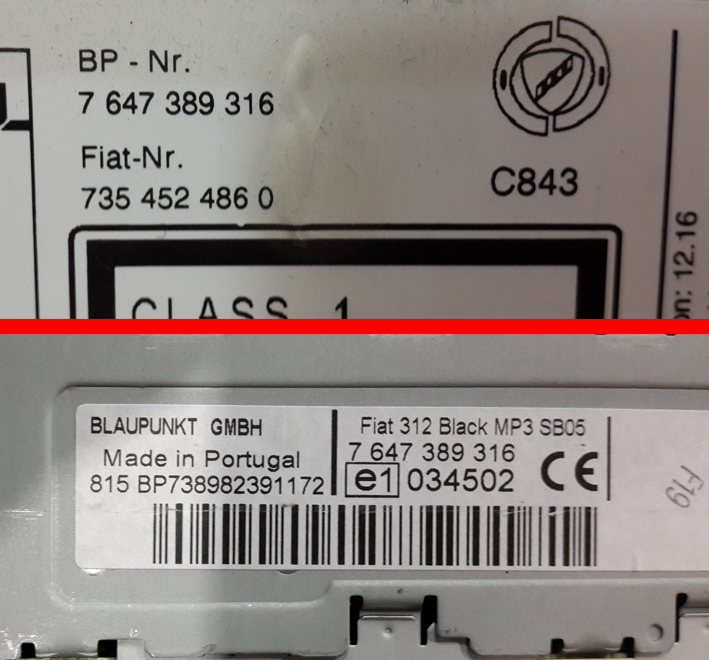 BP - Nr.
7 647 389 316
Fiat-Nr.
735 452 486 0
C843
on: 12.16
CLASS 1
BLAUPUNKT GMBH
Made in Portugal
815 BP738982391172
Fiat 312 Black MP3 SB05
7 647 389 316
e1 034502 CE
F19